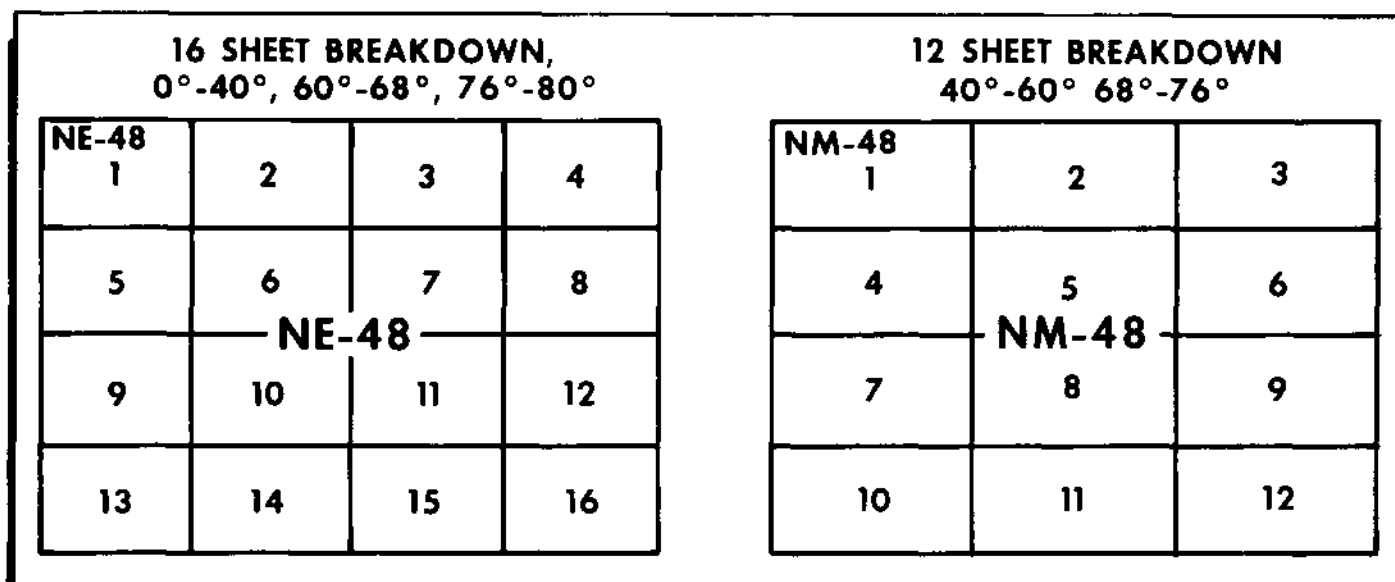 16 SHEET BREAKDOWN,
0°-40°, 60°-68°, 76°-80°
NE-48
1 2 3 4
5 6 7 8
NE-48
9 10 11 12
13 14 15 16
12 SHEET BREAKDOWN
40°-60° 68°-76°
NM-48
1 2 3
4 5 6
NM-48
7 8 9
10 11 12